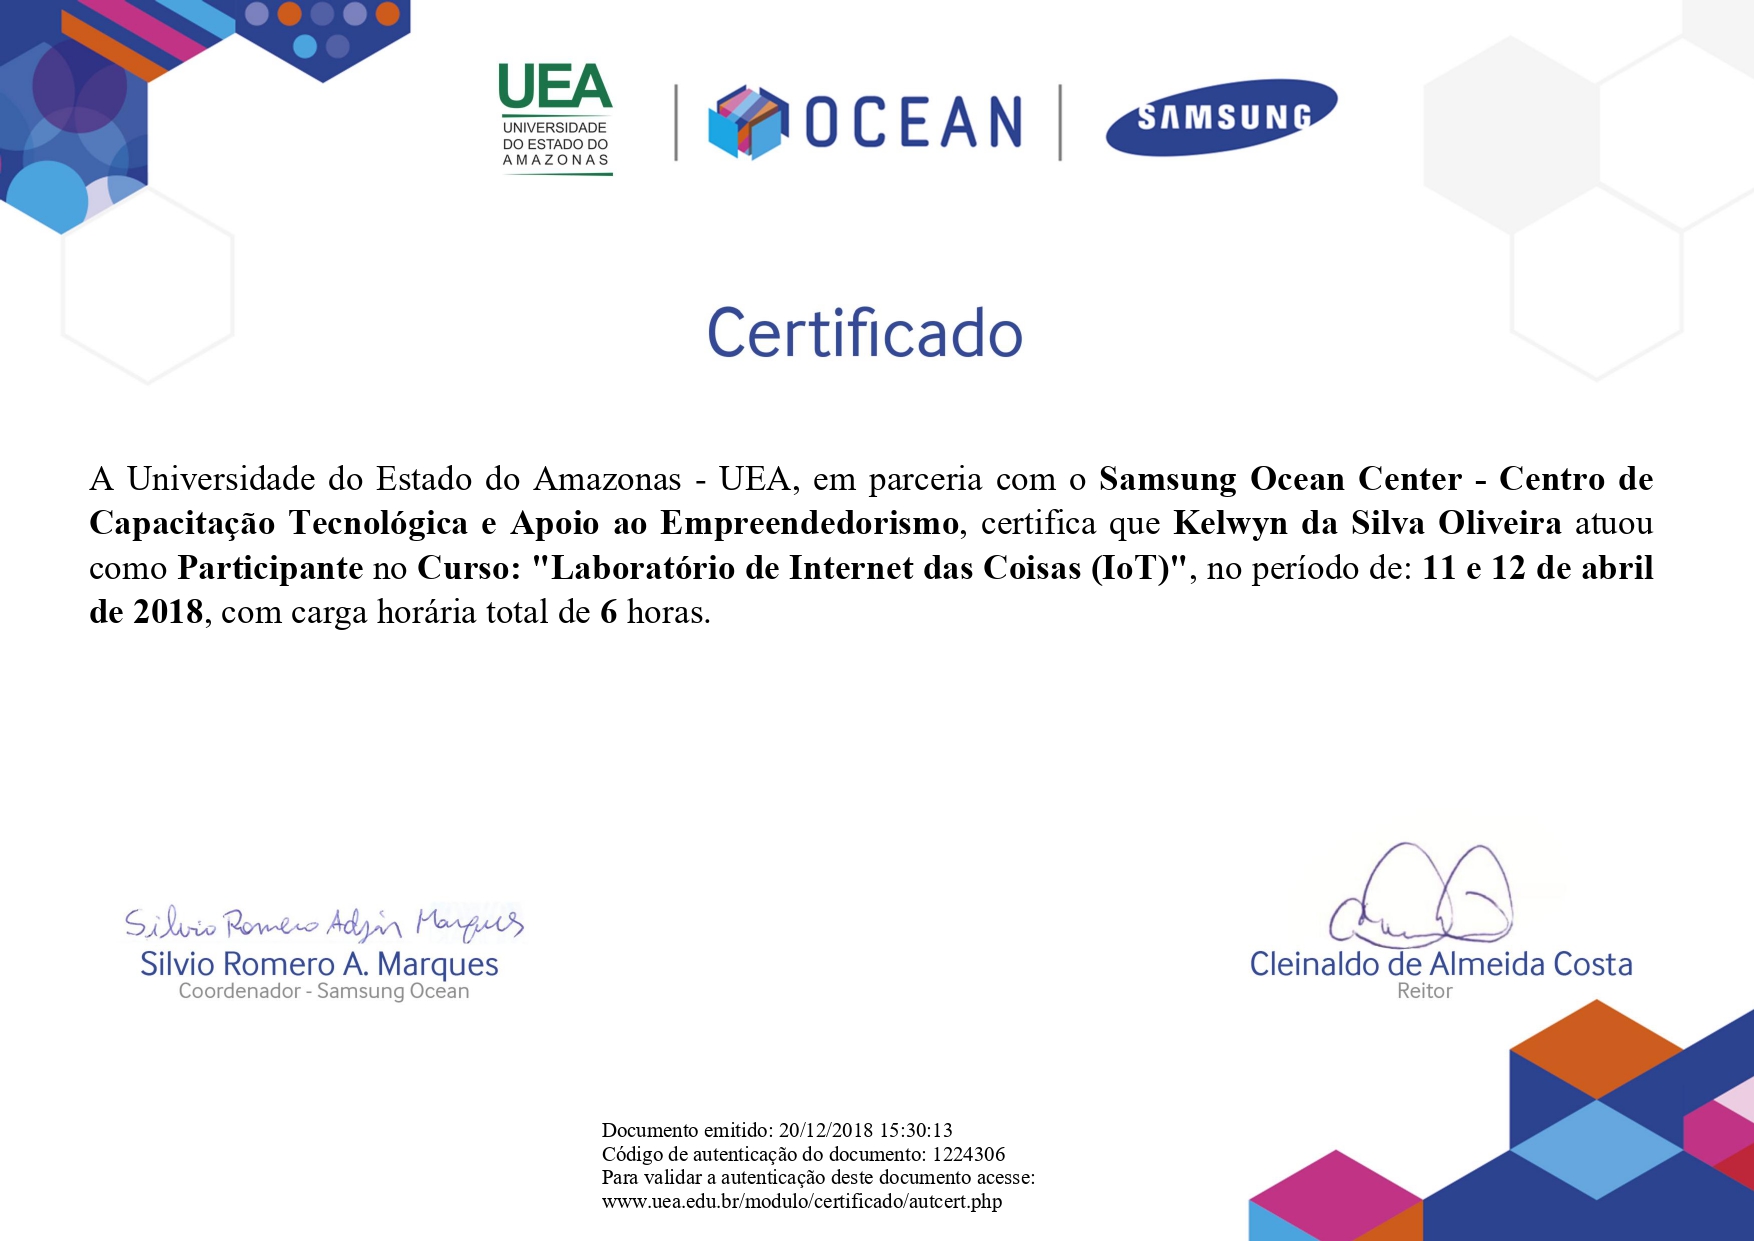 UEA
UNIVERSIDADE
DO ESTADO DO
AMAZONAS
OCEAN
SAMSUNG
Certificado
A Universidade do Estado do Amazonas - UEA, em parceria com o Samsung Ocean Center - Centro de
Capacitação Tecnológica e Apoio ao Empreendedorismo, certifica que Kelwyn da Silva Oliveira atuou
como Participante no Curso: "Laboratório de Internet das Coisas (IoT)", no período de: 11 e 12 de abril
de 2018, com carga horária total de 6 horas.
Silvio Romero Marques
Silvio Romero A. Marques
Coordenador - Samsung Ocean
Cleinaldo de Almeida Costa
Reitor
Documento emitido: 20/12/2018 15:30:13
Código de autenticação do documento: 1224306
Para validar a autenticação deste documento acesse:
www.uea.edu.br/modulo/certificado/autcert.php